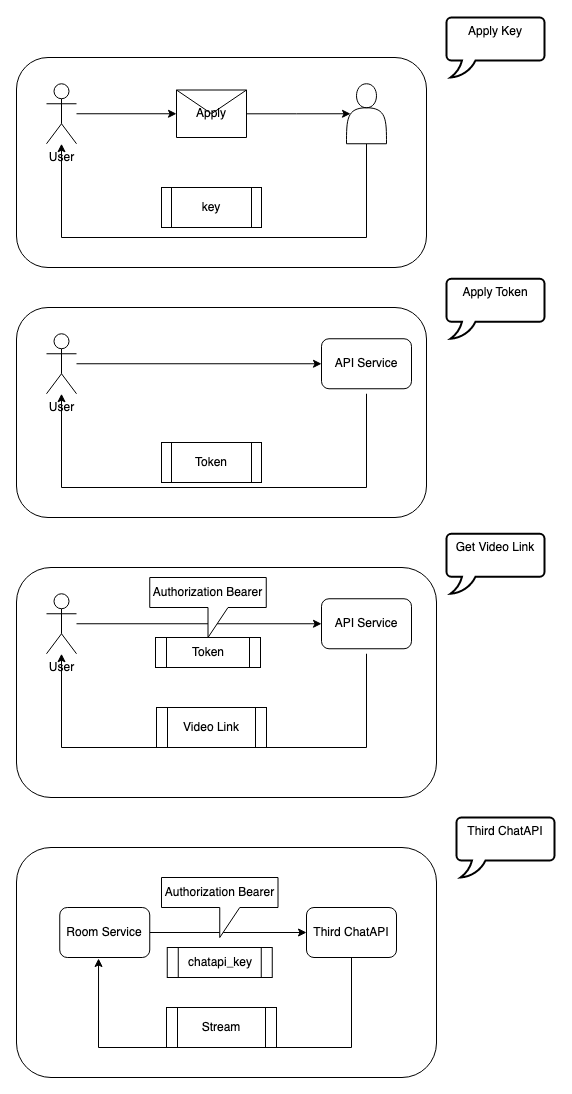 Apply Key
Apply
User
key
Apply Token
API Service
User
Token
Get Video Link
Authorization Bearer
API Service
Token
User
Video Link
Third ChatAPI
Authorization Bearer
Room Service
Third ChatAPI
chatapi_key
Stream